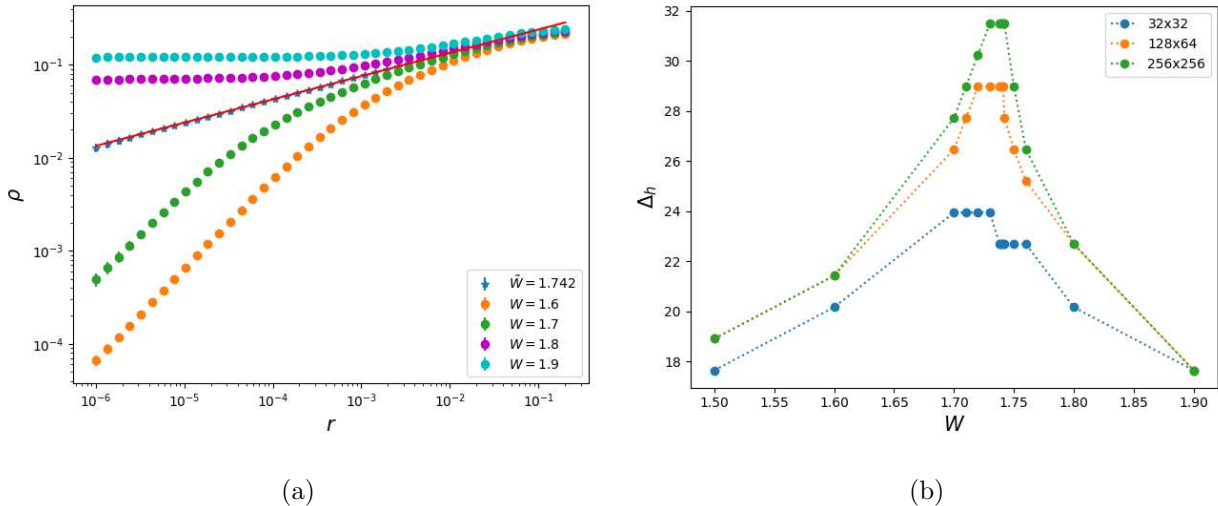 10⁻¹
10⁻²
10⁻³
10⁻⁴
ρ
10⁻⁶ 10⁻⁵ 10⁻⁴ 10⁻³ 10⁻² 10⁻¹
r
W̃ = 1.742
W = 1.6
W = 1.7
W = 1.8
W = 1.9
(a)
32
30
28
26
24
22
20
18
Δₕ
1.50 1.55 1.60 1.65 1.70 1.75 1.80 1.85 1.90
W
32x32
128x64
256x256
(b)